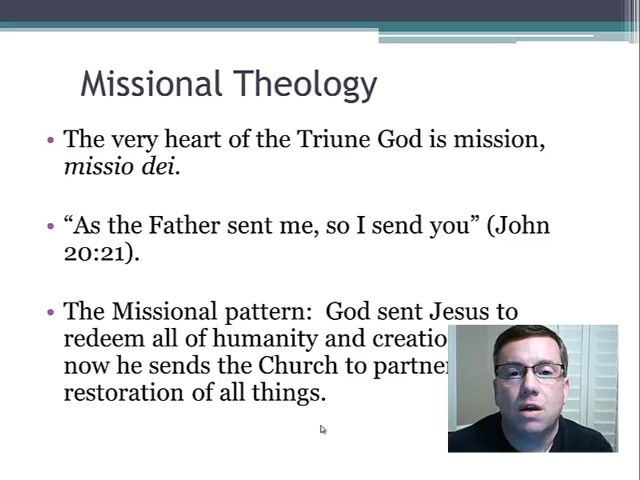 Missional Theology
• The very heart of the Triune God is mission,
missio dei.
• “As the Father sent me, so I send you” (John
20:21).
• The Missional pattern:  God sent Jesus to
redeem all of humanity and
now he sends the Church to
restoration of all things.